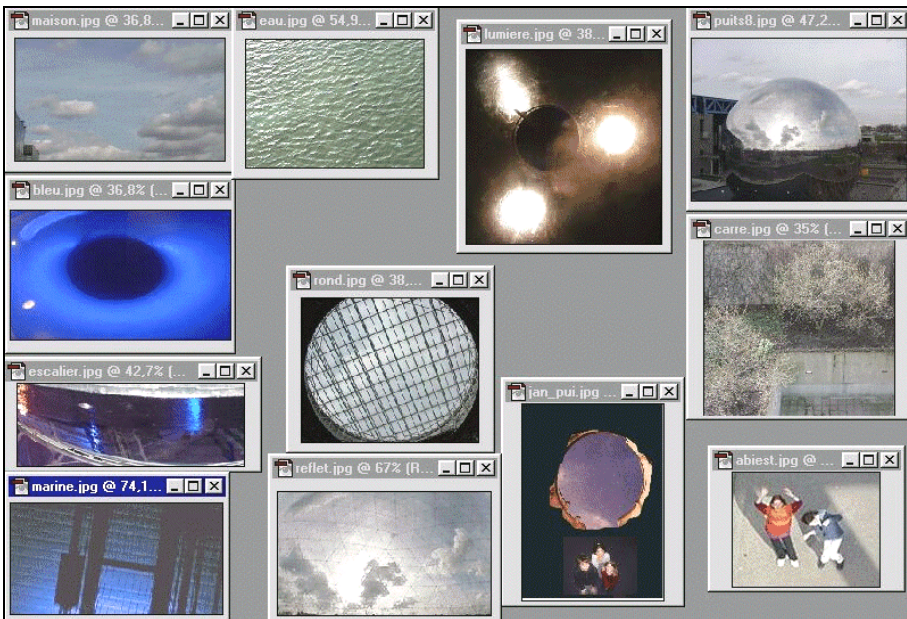 maison.jpg @ 36,8...
eau.jpg @ 54,9...
lumiere.jpg @ 38...
puits8.jpg @ 47,2...
bleu.jpg @ 36,8% (...
carre.jpg @ 35% (...
rond.jpg @ 38,...
escalier.jpg @ 42,7% (...
jan_pui.jpg ...
abiest.jpg @ ...
reflet.jpg @ 67% (R...
marine.jpg @ 74,1...